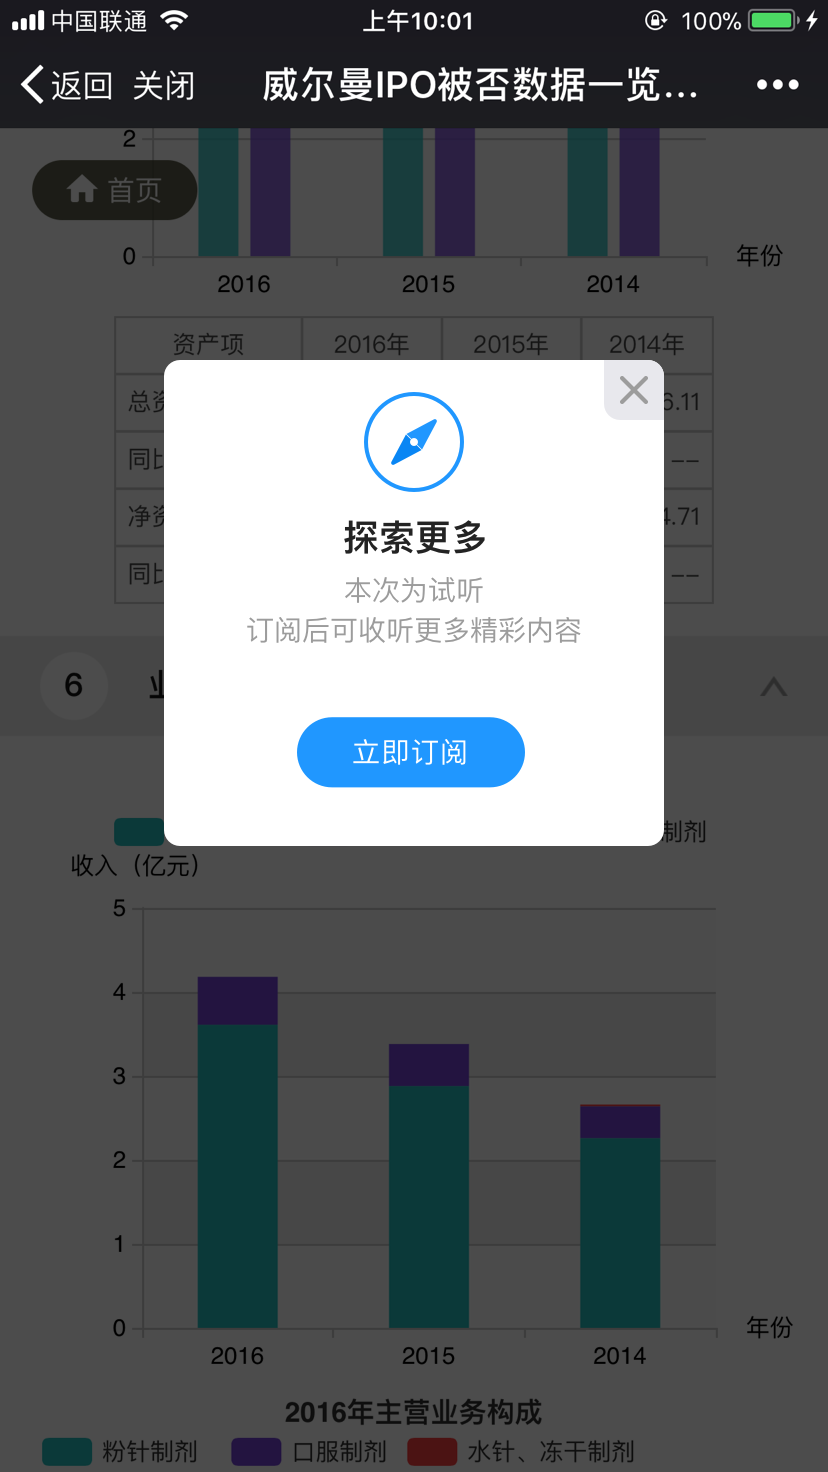 中国联通 上午10:01 100%
返回 关闭 威尔曼IPO被否数据一览...
2
首页
0 年份
2016 2015 2014
资产项 2016年 2015年 2014年
总 6.11
同 --
净 4.71
同 --
探索更多
本次为试听
订阅后可收听更多精彩内容
立即订阅
6
制剂
收入（亿元）
5
4
3
2
1
0 年份
2016 2015 2014
2016年主营业务构成
粉针制剂 口服制剂 水针、冻干制剂